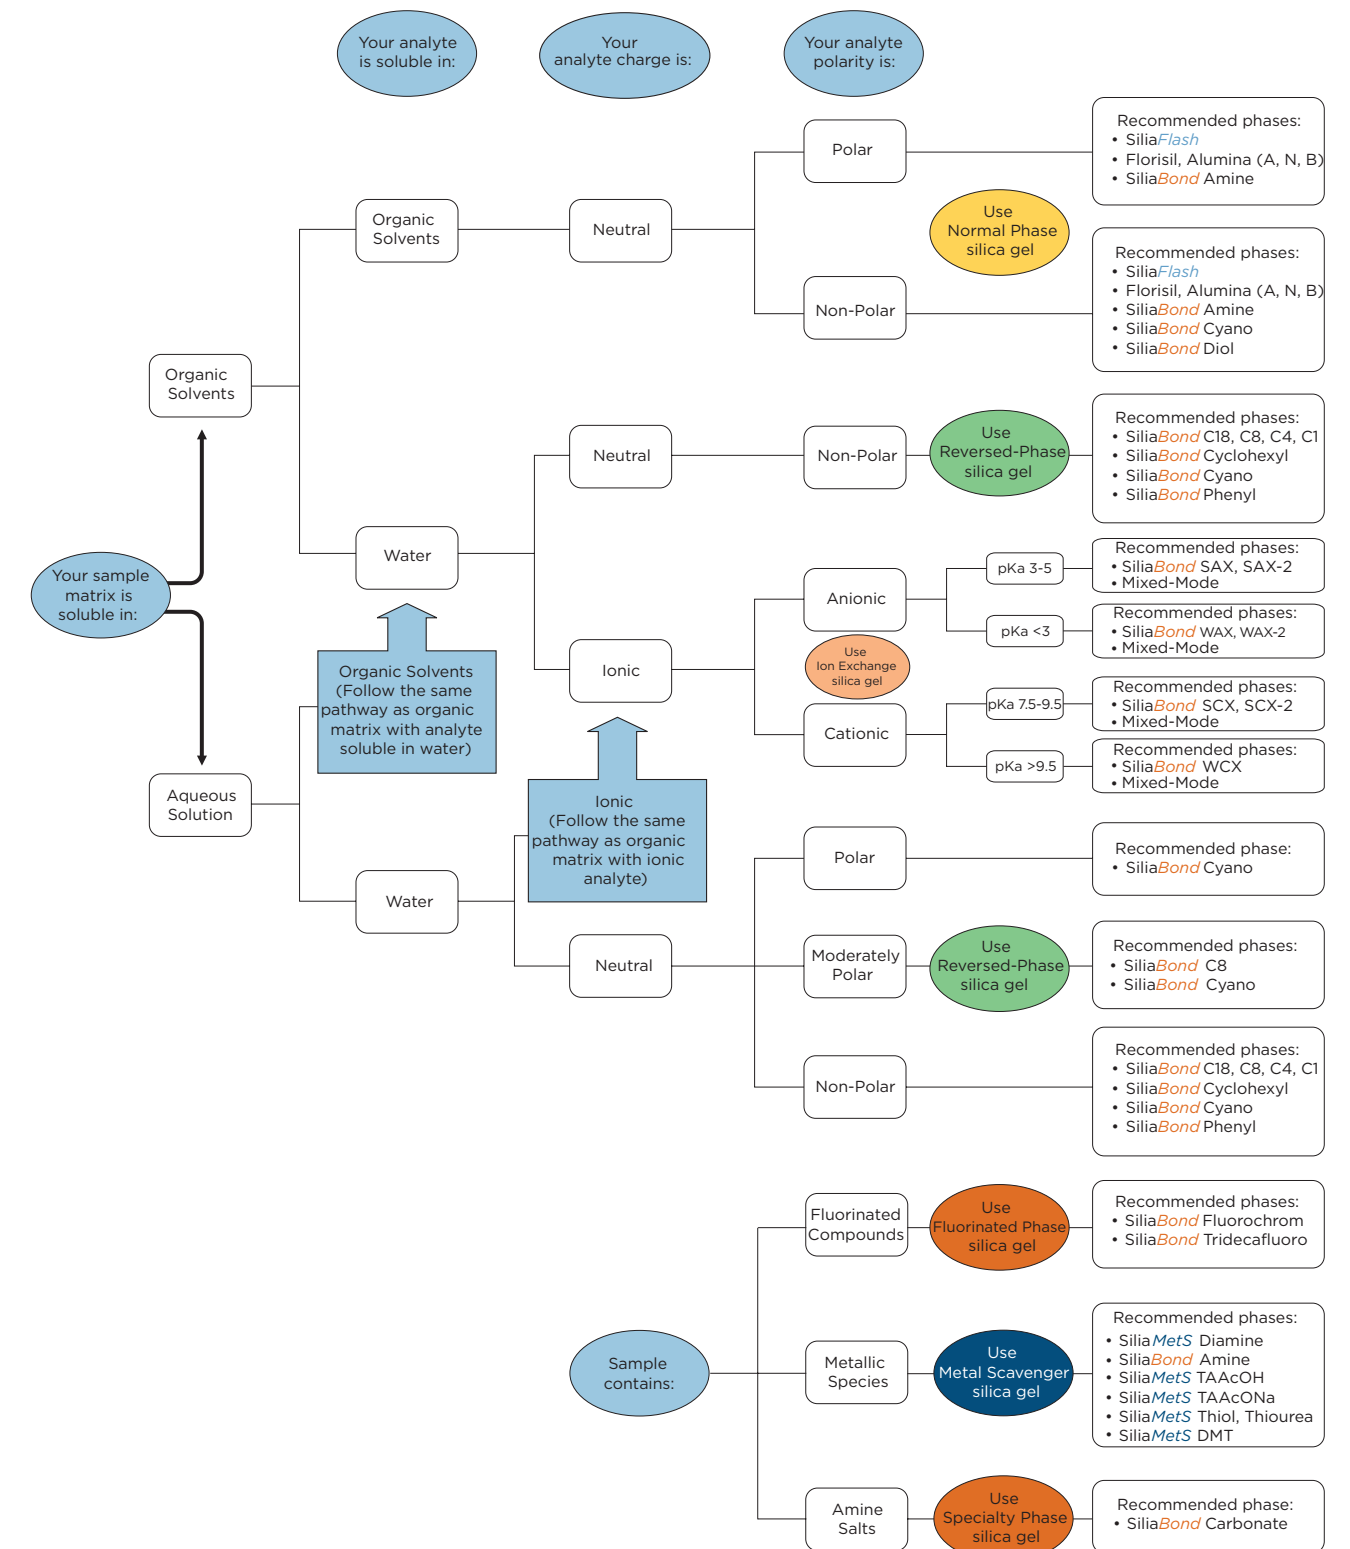 Your analyte
is soluble in:
Your
analyte charge is:
Your analyte
polarity is:
Polar
Recommended phases:
• SiliaFlash
• Florisil, Alumina (A, N, B)
• SiliaBond Amine
Organic
Solvents
Neutral
Use
Normal Phase
silica gel
Non-Polar
Recommended phases:
• SiliaFlash
• Florisil, Alumina (A, N, B)
• SiliaBond Amine
• SiliaBond Cyano
• SiliaBond Diol
Organic
Solvents
Neutral
Non-Polar
Use
Reversed-Phase
silica gel
Recommended phases:
• SiliaBond C18, C8, C4, C1
• SiliaBond Cyclohexyl
• SiliaBond Cyano
• SiliaBond Phenyl
Water
Your sample
matrix is
soluble in:
Anionic
pKa 3-5
Recommended phases:
• SiliaBond SAX, SAX-2
• Mixed-Mode
pKa <3
Recommended phases:
• SiliaBond WAX, WAX-2
• Mixed-Mode
Organic Solvents
(Follow the same
pathway as organic
matrix with analyte
soluble in water)
Ionic
Use
Ion Exchange
silica gel
Cationic
pKa 7.5-9.5
Recommended phases:
• SiliaBond SCX, SCX-2
• Mixed-Mode
pKa >9.5
Recommended phases:
• SiliaBond WCX
• Mixed-Mode
Aqueous
Solution
Ionic
(Follow the same
pathway as organic
matrix with ionic
analyte)
Polar
Recommended phase:
• SiliaBond Cyano
Water
Neutral
Moderately
Polar
Use
Reversed-Phase
silica gel
Recommended phases:
• SiliaBond C8
• SiliaBond Cyano
Non-Polar
Recommended phases:
• SiliaBond C18, C8, C4, C1
• SiliaBond Cyclohexyl
• SiliaBond Cyano
• SiliaBond Phenyl
Fluorinated
Compounds
Use
Fluorinated Phase
silica gel
Recommended phases:
• SiliaBond Fluorochrom
• SiliaBond Tridecafluoro
Sample
contains:
Metallic
Species
Use
Metal Scavenger
silica gel
Recommended phases:
• SiliaMetS Diamine
• SiliaBond Amine
• SiliaMetS TAAcOH
• SiliaMetS TAAcONa
• SiliaMetS Thiol, Thiourea
• SiliaMetS DMT
Amine
Salts
Use
Specialty Phase
silica gel
Recommended phase:
• SiliaBond Carbonate